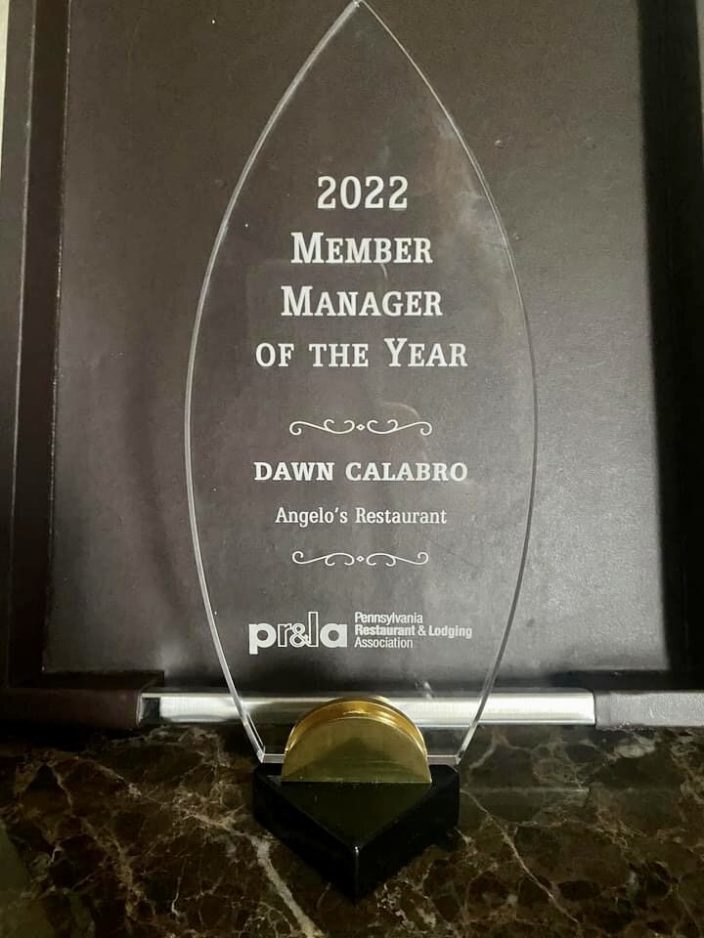 2022
MEMBER
MANAGER
OF THE YEAR
DAWN CALABRO
Angelo's Restaurant
pr&la
Pennsylvania
Restaurant & Lodging
Association